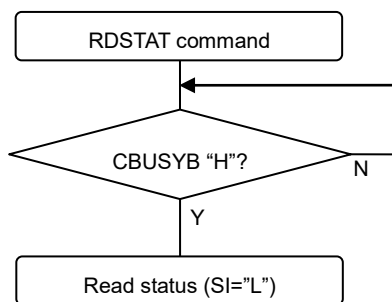 RDSTAT command
CBUSYB “H”?
N
Y
Read status (SI=”L”)